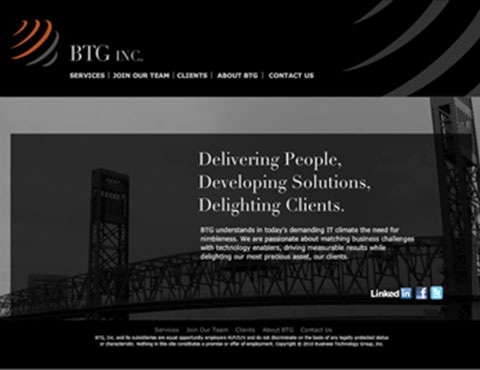 BTG INC.
SERVICES | JOIN OUR TEAM | CLIENTS | ABOUT BTG | CONTACT US
Delivering People,
Developing Solutions,
Delighting Clients.
BTG understands in today's demanding IT climate the need for
nimbleness. We are passionate about matching business challenges
with technology enablers, driving measurable results while
delighting our most precious asset, our clients.
Linked in f t
Services Join Our Team Clients About BTG Contact Us
BTG, Inc. and its subsidiaries are equal opportunity employers M/F/D/V and do not discriminate on the basis of any legally protected status
or characteristic. Nothing in this site constitutes a promise or offer of employment. Copyright © 2010 Business Technology Group, Inc.